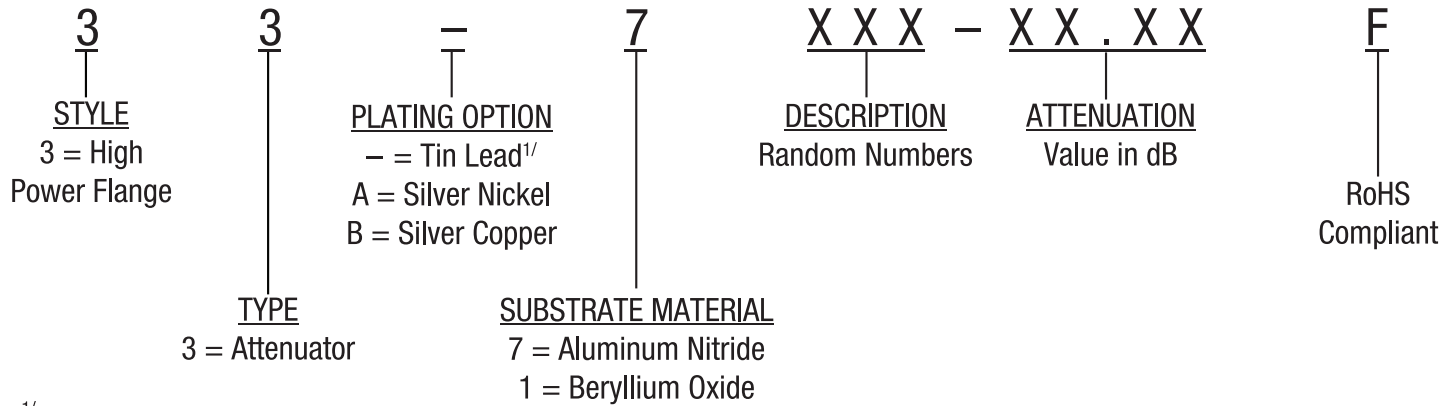 3 3 – 7 X X X – X X . X X F
STYLE
3 = High
Power Flange
TYPE
3 = Attenuator
PLATING OPTION
– = Tin Lead1/
A = Silver Nickel
B = Silver Copper
SUBSTRATE MATERIAL
7 = Aluminum Nitride
1 = Beryllium Oxide
DESCRIPTION
Random Numbers
ATTENUATION
Value in dB
RoHS
Compliant
1/